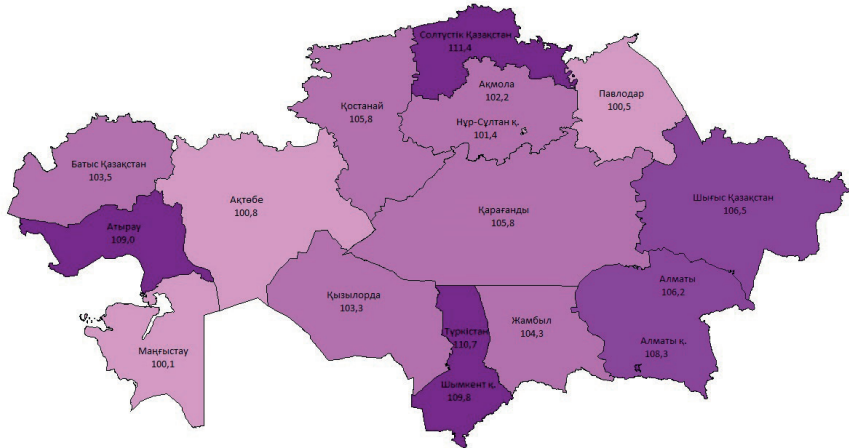 Солтүстік Қазақстан
111,4
Ақмола
102,2
Павлодар
100,5
Қостанай
105,8
Нұр-Сұлтан қ.
101,4
Батыс Қазақстан
103,5
Ақтөбе
100,8
Шығыс Қазақстан
106,5
Атырау
109,0
Қарағанды
105,8
Алматы
106,2
Қызылорда
103,3
Түркістан
110,7
Жамбыл
104,3
Алматы қ.
108,3
Маңғыстау
100,1
Шымкент қ.
109,8